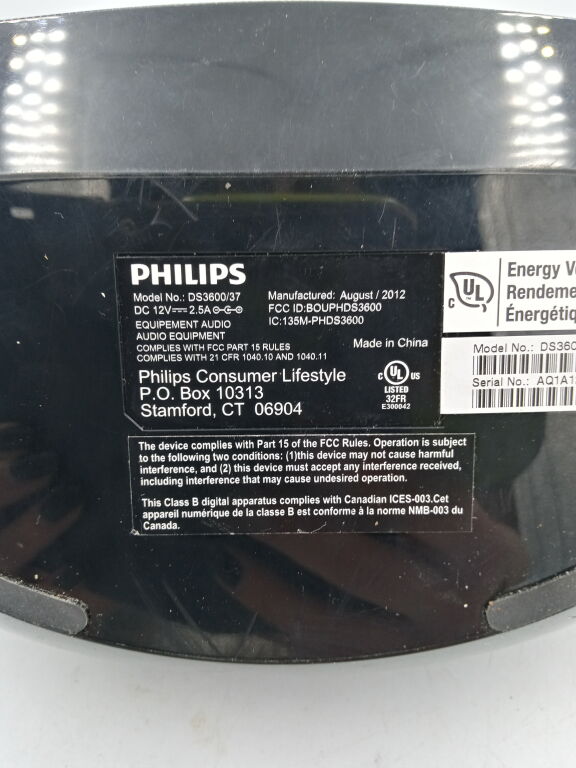 PHILIPS
Model No.: DS3600/37
DC 12V 2.5A
EQUIPEMENT AUDIO
AUDIO EQUIPMENT
COMPLIES WITH FCC PART 15 RULES
COMPLIES WITH 21 CFR 1040.10 AND 1040.11
Philips Consumer Lifestyle
P.O. Box 10313
Stamford, CT 06904
Manufactured: August / 2012
FCC ID:BOUPHDS3600
IC:135M-PHDS3600
Made in China
C UL US
LISTED
32FR
E300042
C UL
Energy
Model No.:
Serial No.:
The device complies with Part 15 of the FCC Rules. Operation is subject
to the following two conditions: (1)this device may not cause harmful
interference, and (2) this device must accept any interference received,
including interference that may cause undesired operation.
This Class B digital apparatus complies with Canadian ICES-003.Cet
appareil numérique de la classe B est conforme à la norme NMB-003 du
Canada.